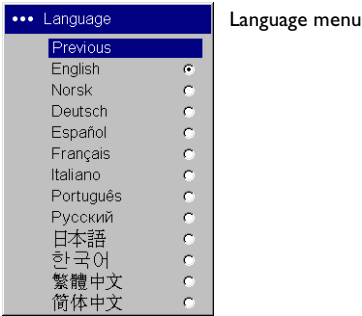 ••• Language
Language menu
Previous
English
Norsk
Deutsch
Español
Français
Italiano
Português
Русский
日本語
한국어
繁體中文
简体中文